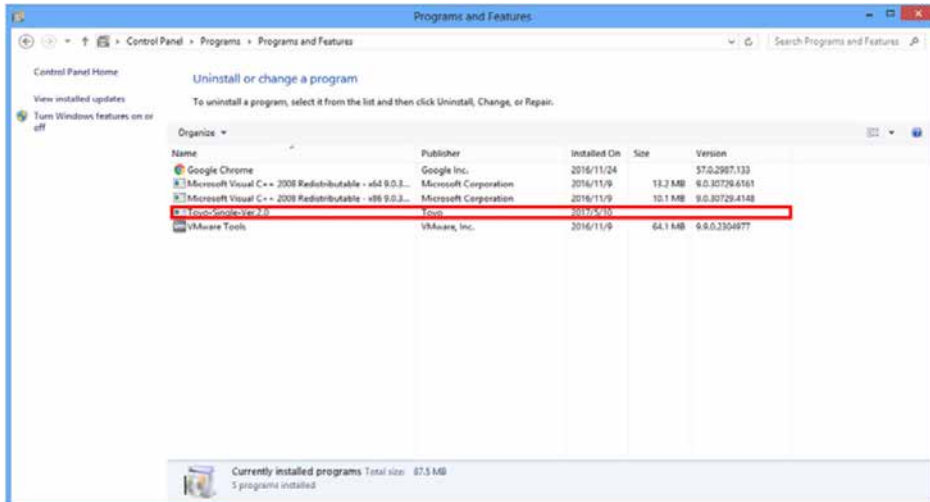 Programs and Features
Control Panel › Programs › Programs and Features
Search Programs and Features
Control Panel Home
View installed updates
Turn Windows features on or
off
Uninstall or change a program
To uninstall a program, select it from the list and then click Uninstall, Change, or Repair.
Organize
Name Publisher Installed On Size Version
Google Chrome Google Inc. 2016/11/24 57.0.2987.133
Microsoft Visual C++ 2008 Redistributable - x64 9.0.3... Microsoft Corporation 2016/11/9 13.2 MB 9.0.30729.6161
Microsoft Visual C++ 2008 Redistributable - x86 9.0.3... Microsoft Corporation 2016/11/9 10.1 MB 9.0.30729.4148
Toyo-Single-Ver.2.0 Toyo 2017/5/10
VMware Tools VMware, Inc. 2016/11/9 64.1 MB 9.9.0.2304977
Currently installed programs Total size: 87.5 MB
5 programs installed